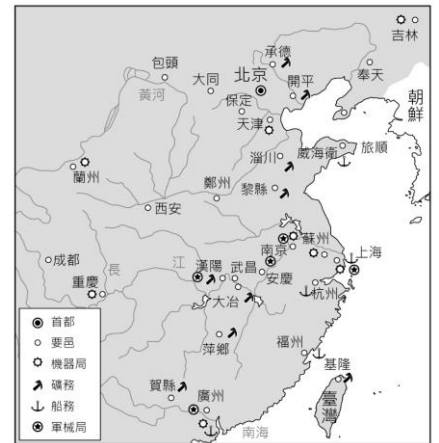 吉林
承德
奉天
包頭
大同
北京
開平
黃河
保定
天津
朝鮮
旅順
威海衛
淄川
蘭州
鄭州
黎縣
西安
蘇州
南京
上海
成都
長
江
漢陽
武昌
安慶
重慶
杭州
大冶
萍鄉
福州
基隆
賀縣
廣州
臺灣
南海
首都
要邑
機器局
礦務
船務
軍械局